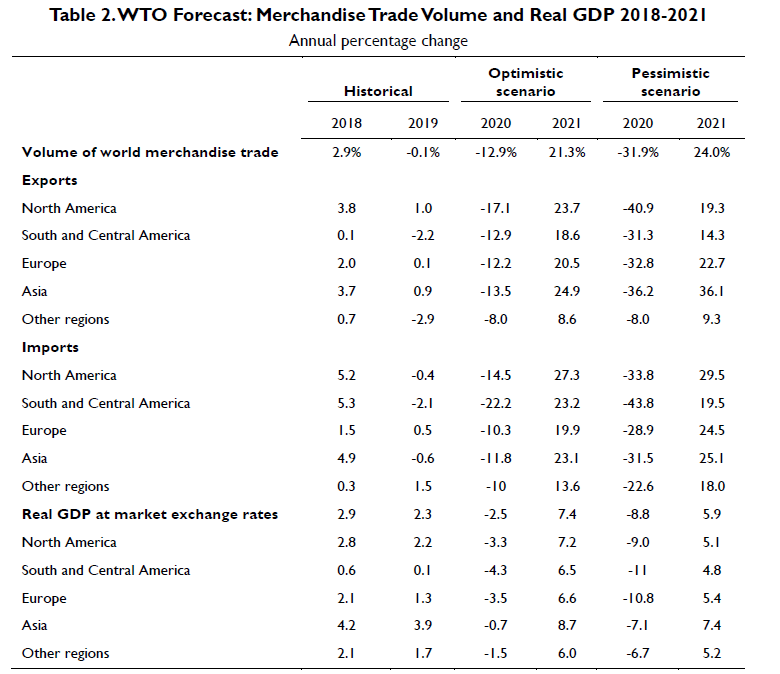 Table 2. WTO Forecast: Merchandise Trade Volume and Real GDP 2018-2021
Annual percentage change
Historical Optimistic scenario Pessimistic scenario
2018 2019 2020 2021 2020 2021
Volume of world merchandise trade 2.9% -0.1% -12.9% 21.3% -31.9% 24.0%
Exports
North America 3.8 1.0 -17.1 23.7 -40.9 19.3
South and Central America 0.1 -2.2 -12.9 18.6 -31.3 14.3
Europe 2.0 0.1 -12.2 20.5 -32.8 22.7
Asia 3.7 0.9 -13.5 24.9 -36.2 36.1
Other regions 0.7 -2.9 -8.0 8.6 -8.0 9.3
Imports
North America 5.2 -0.4 -14.5 27.3 -33.8 29.5
South and Central America 5.3 -2.1 -22.2 23.2 -43.8 19.5
Europe 1.5 0.5 -10.3 19.9 -28.9 24.5
Asia 4.9 -0.6 -11.8 23.1 -31.5 25.1
Other regions 0.3 1.5 -10 13.6 -22.6 18.0
Real GDP at market exchange rates 2.9 2.3 -2.5 7.4 -8.8 5.9
North America 2.8 2.2 -3.3 7.2 -9.0 5.1
South and Central America 0.6 0.1 -4.3 6.5 -11 4.8
Europe 2.1 1.3 -3.5 6.6 -10.8 5.4
Asia 4.2 3.9 -0.7 8.7 -7.1 7.4
Other regions 2.1 1.7 -1.5 6.0 -6.7 5.2